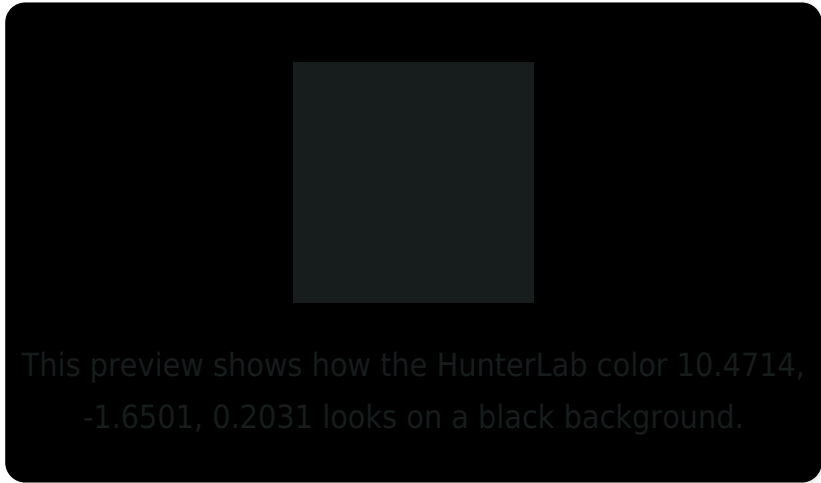 This preview shows how the HunterLab color 10.4714,
-1.6501, 0.2031 looks on a black background.